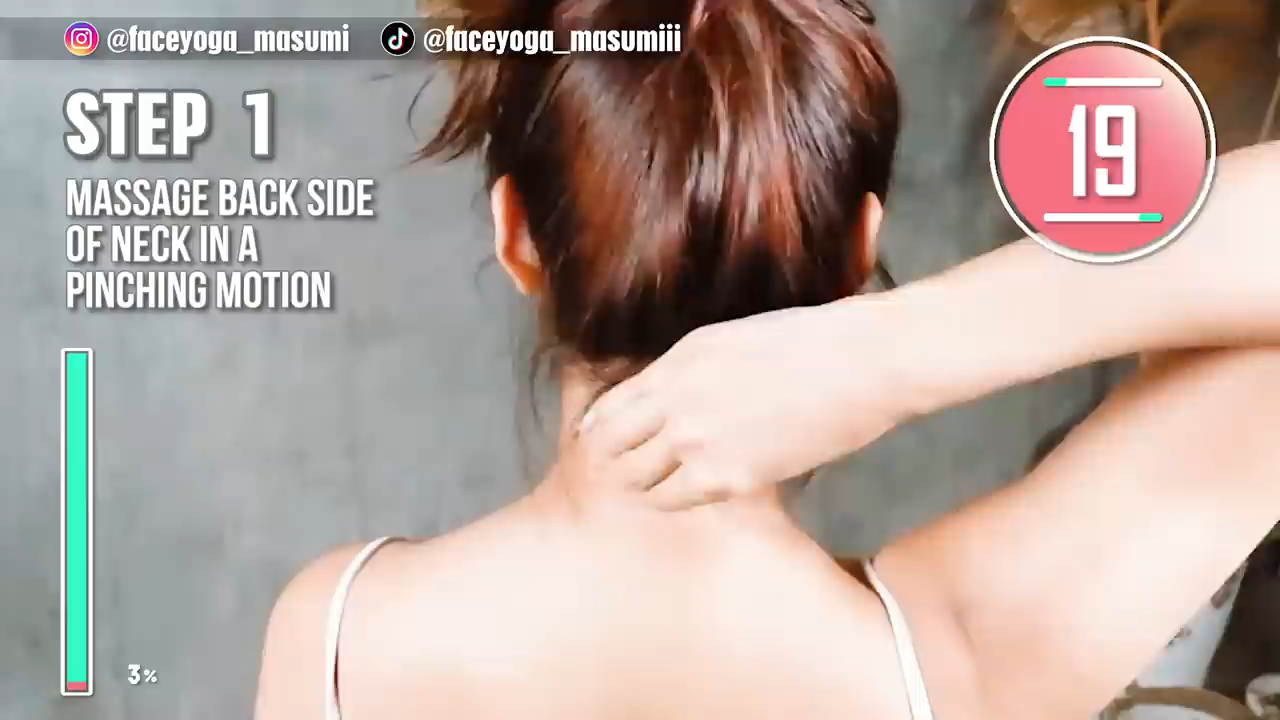 @faceyoga_masumi @faceyoga_masumiii
STEP 1
19
MASSAGE BACK SIDE
OF NECK IN A
PINCHING MOTION
3%